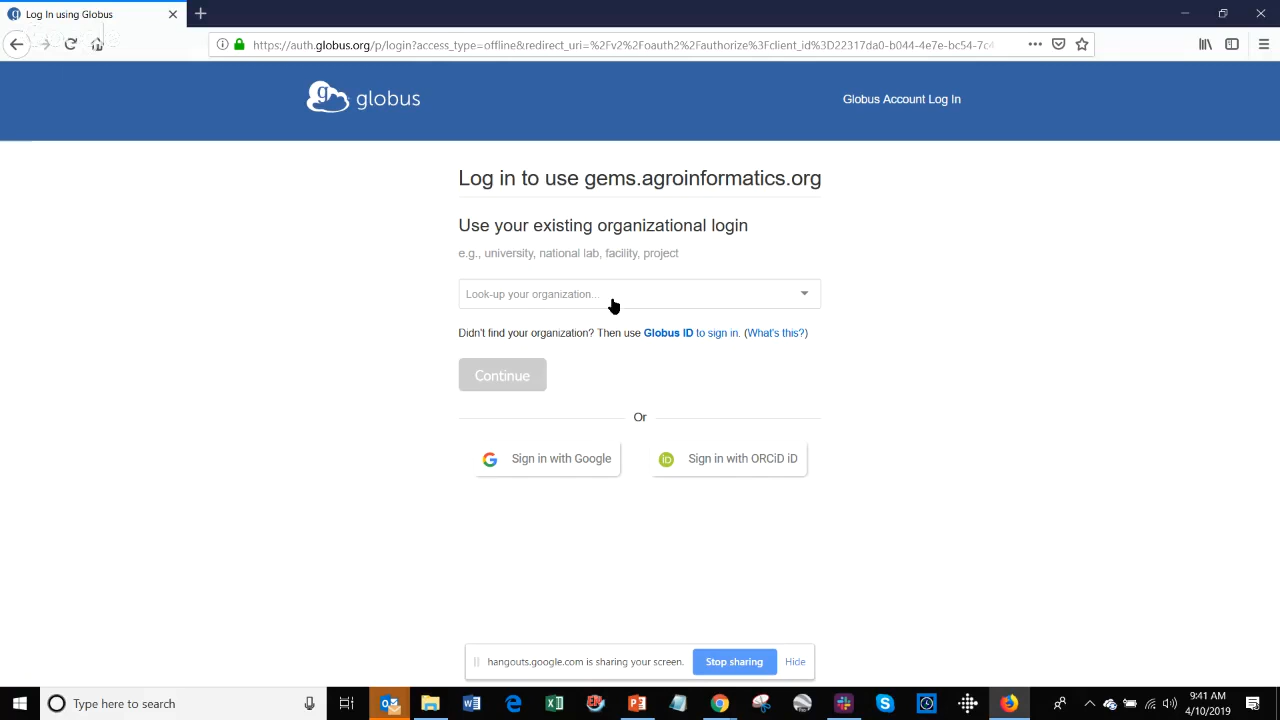 Log In using Globus
https://auth.globus.org/p/login?access_type=offline&redirect_uri=%2Fv2%2Foauth2%2Fauthorize%3Fclient_id%3D22317da0-b044-4e7e-bc54-7c
globus
Globus Account Log In
Log in to use gems.agroinformatics.org
Use your existing organizational login
e.g., university, national lab, facility, project
Look-up your organization...
Didn't find your organization? Then use Globus ID to sign in. (What's this?)
Continue
Or
Sign in with Google
iD Sign in with ORCiD iD
hangouts.google.com is sharing your screen. Stop sharing Hide
Type here to search
9:41 AM
4/10/2019